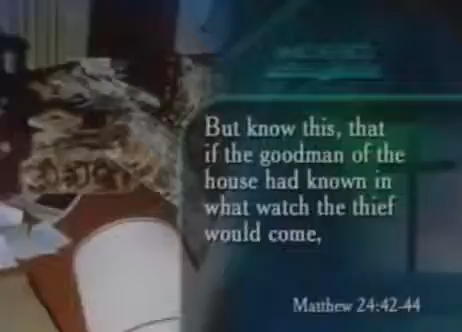 But know this, that
if the goodman of the
house had known in
what watch the thief
would come,
Matthew 24:42-44